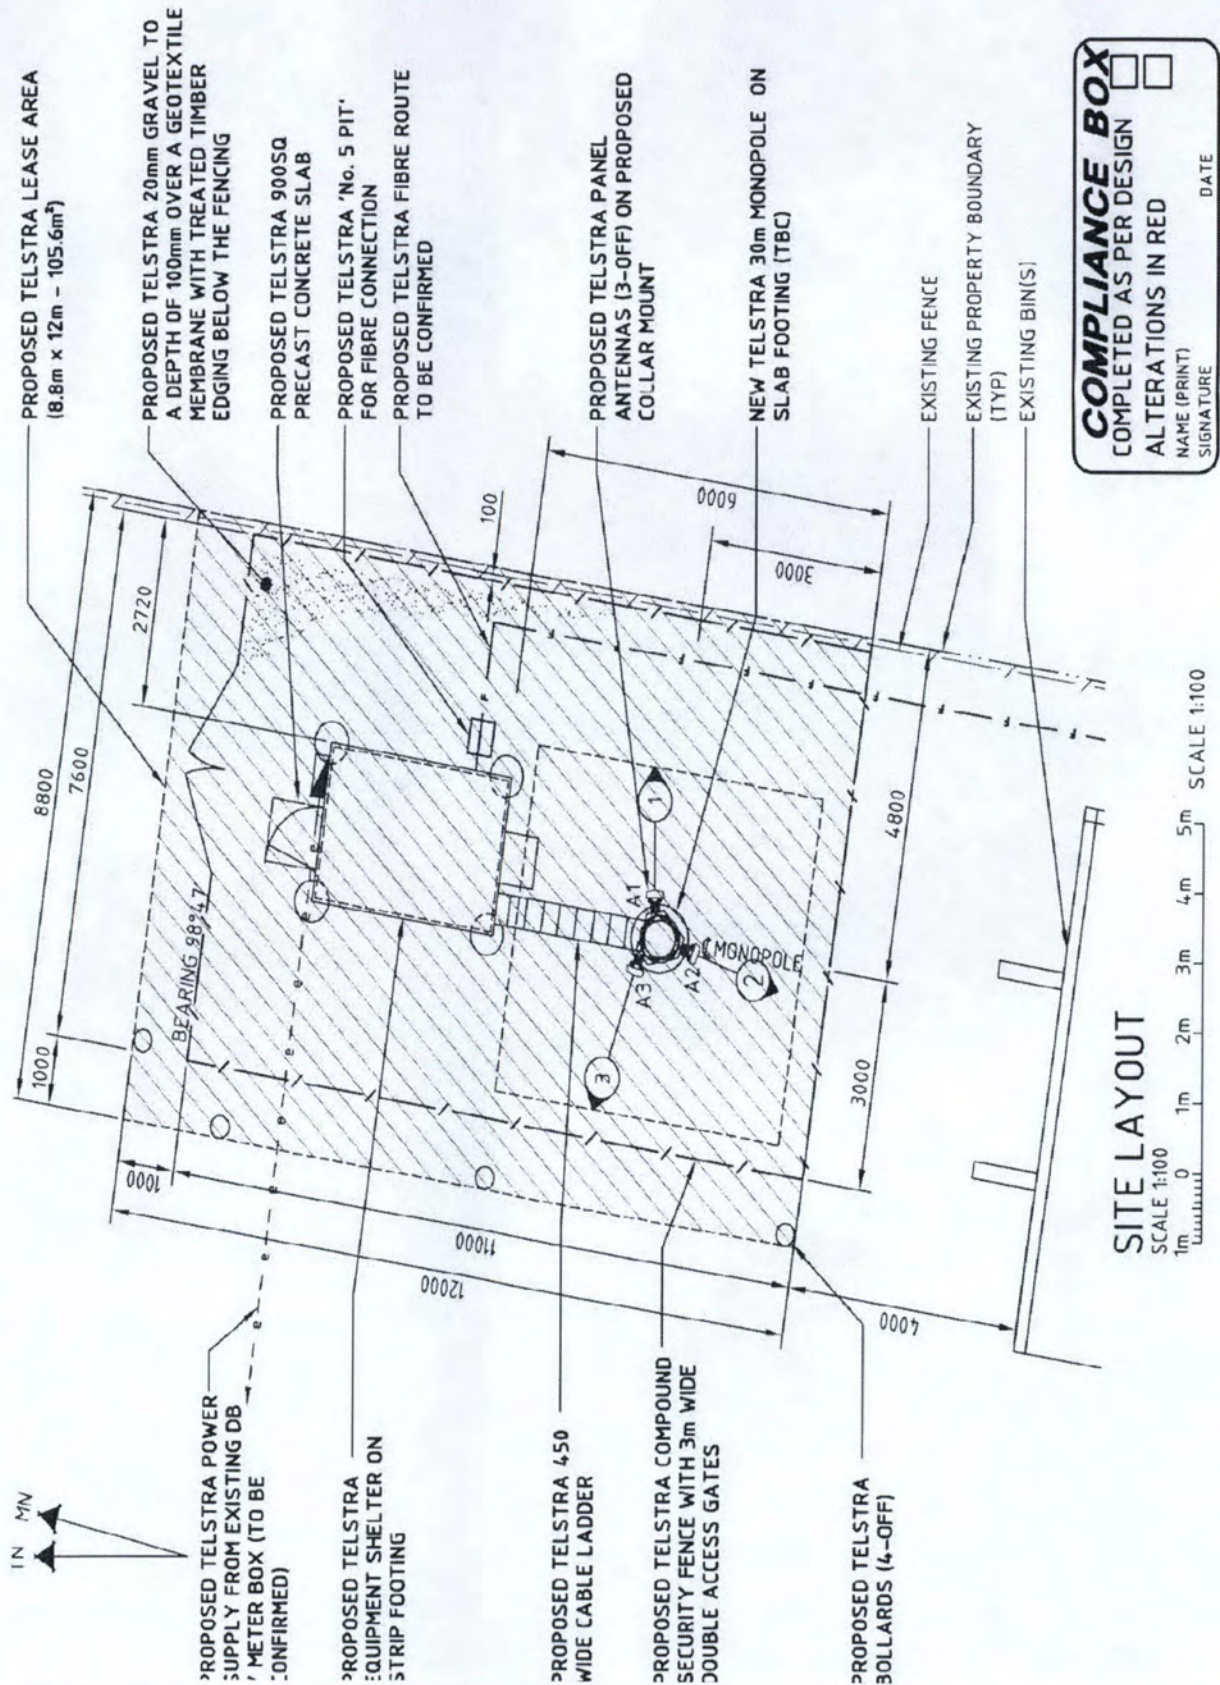 TN MN
PROPOSED TELSTRA LEASE AREA
(8.8m x 12m - 105.6m²)
PROPOSED TELSTRA 20mm GRAVEL TO
A DEPTH OF 100mm OVER A GEOTEXTILE
MEMBRANE WITH TREATED TIMBER
EDGING BELOW THE FENCING
PROPOSED TELSTRA 900SQ
PRECAST CONCRETE SLAB
PROPOSED TELSTRA 'No. 5 PIT'
FOR FIBRE CONNECTION
PROPOSED TELSTRA FIBRE ROUTE
TO BE CONFIRMED
PROPOSED TELSTRA PANEL
ANTENNAS (3-OFF) ON PROPOSED
COLLAR MOUNT
NEW TELSTRA 30m MONOPOLE ON
SLAB FOOTING (TBC)
EXISTING FENCE
EXISTING PROPERTY BOUNDARY
(TYP)
EXISTING BIN(S)
8800
7600
1000
2720
100
6000
3000
BEARING 98°47'
1000
11000
12000
4000
4800
3000
A1
A2
A3
1
2
3
MONOPOLE
PROPOSED TELSTRA POWER
SUPPLY FROM EXISTING DB
/ METER BOX (TO BE
CONFIRMED)
PROPOSED TELSTRA
EQUIPMENT SHELTER ON
STRIP FOOTING
PROPOSED TELSTRA 450
WIDE CABLE LADDER
PROPOSED TELSTRA COMPOUND
SECURITY FENCE WITH 3m WIDE
DOUBLE ACCESS GATES
PROPOSED TELSTRA
BOLLARDS (4-OFF)
SITE LAYOUT
SCALE 1:100
1m 0 1m 2m 3m 4m 5m
SCALE 1:100
COMPLIANCE BOX
COMPLETED AS PER DESIGN
ALTERATIONS IN RED
NAME (PRINT)
SIGNATURE DATE